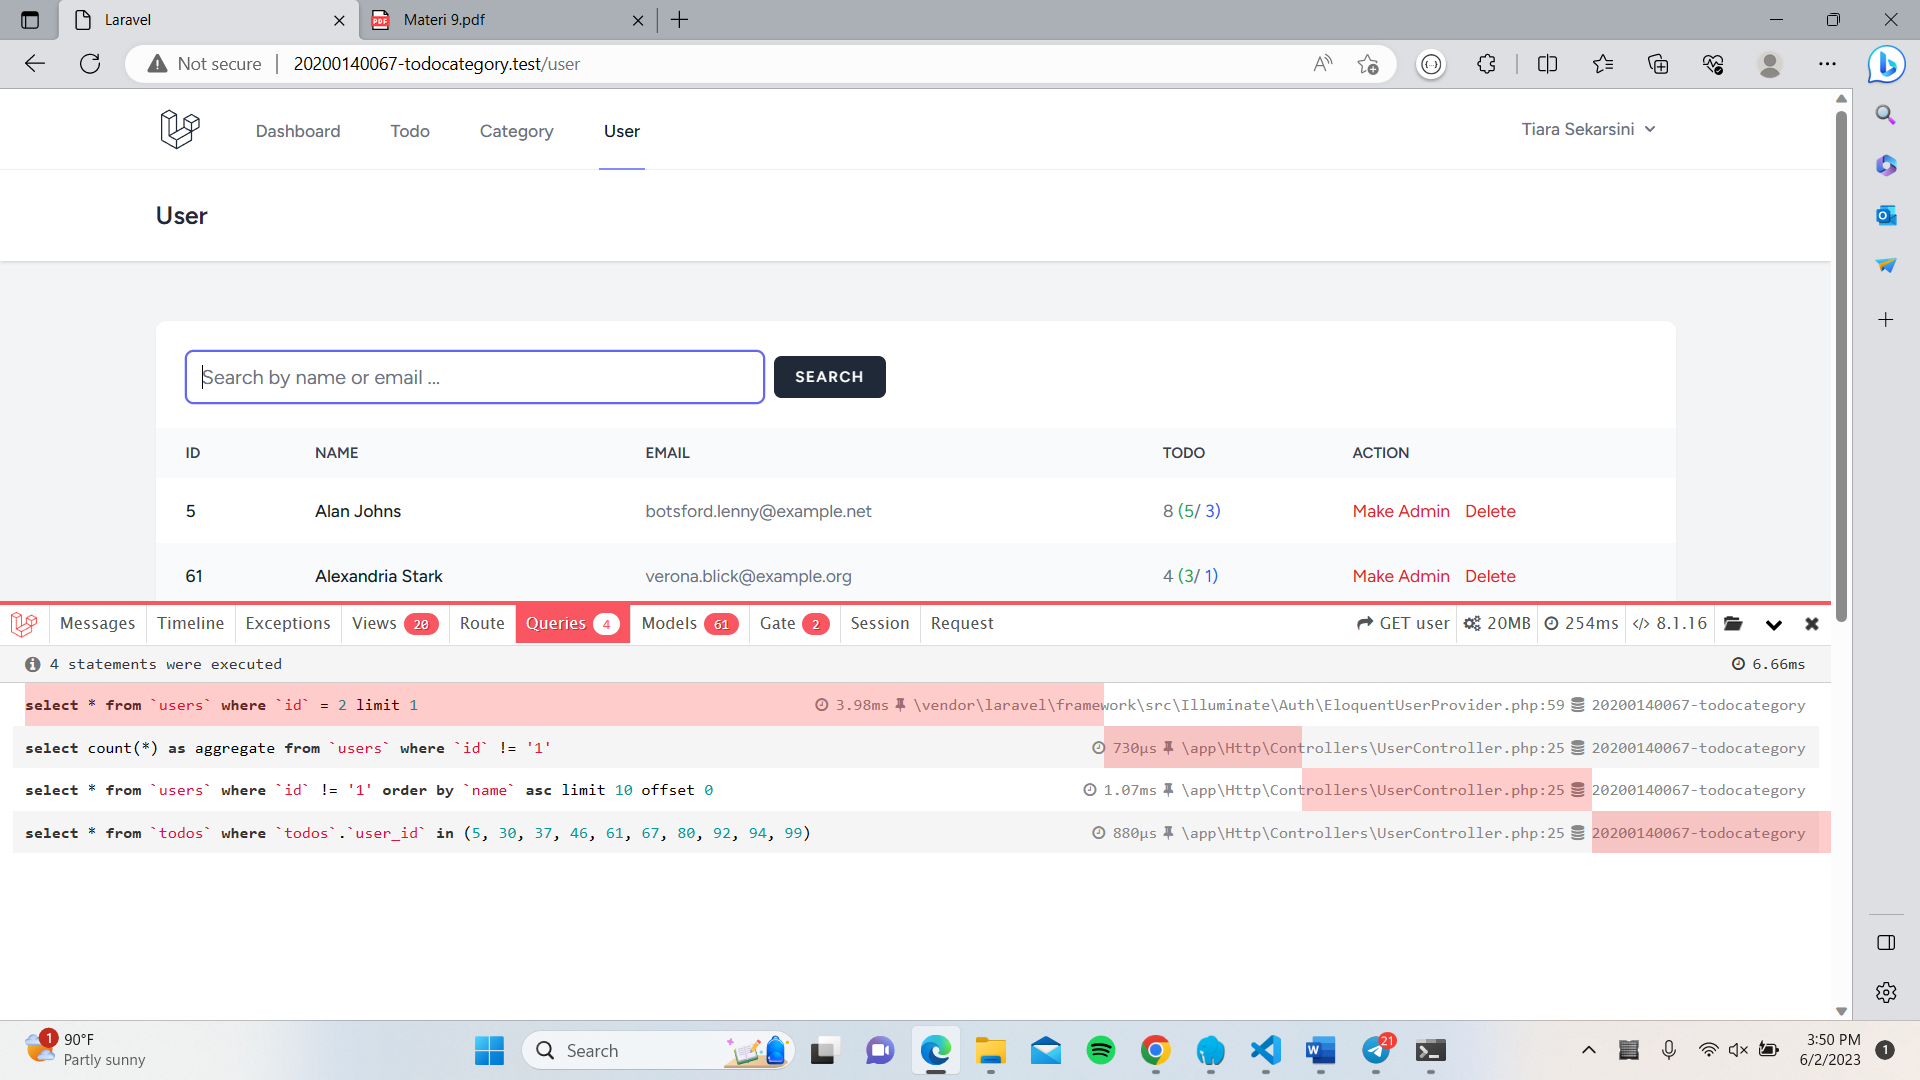 Laravel
Materi 9.pdf
Not secure
20200140067-todocategory.test/user
Dashboard
Todo
Category
User
Tiara Sekarsini
User
Search by name or email ...
SEARCH
ID NAME EMAIL TODO ACTION
5 Alan Johns botsford.lenny@example.net 8 (5/ 3) Make Admin Delete
61 Alexandria Stark verona.blick@example.org 4 (3/ 1) Make Admin Delete
Messages Timeline Exceptions Views 20 Route Queries 4 Models 61 Gate 2 Session Request GET user 20MB 254ms 8.1.16
4 statements were executed 6.66ms
select * from `users` where `id` = 2 limit 1 3.98ms \vendor\laravel\framework\src\Illuminate\Auth\EloquentUserProvider.php:59 20200140067-todocategory
select count(*) as aggregate from `users` where `id` != '1' 730μs \app\Http\Controllers\UserController.php:25 20200140067-todocategory
select * from `users` where `id` != '1' order by `name` asc limit 10 offset 0 1.07ms \app\Http\Controllers\UserController.php:25 20200140067-todocategory
select * from `todos` where `todos`.`user_id` in (5, 30, 37, 46, 61, 67, 80, 92, 94, 99) 880μs \app\Http\Controllers\UserController.php:25 20200140067-todocategory
1
90°F
Partly sunny
Search
21
3:50 PM
6/2/2023
1